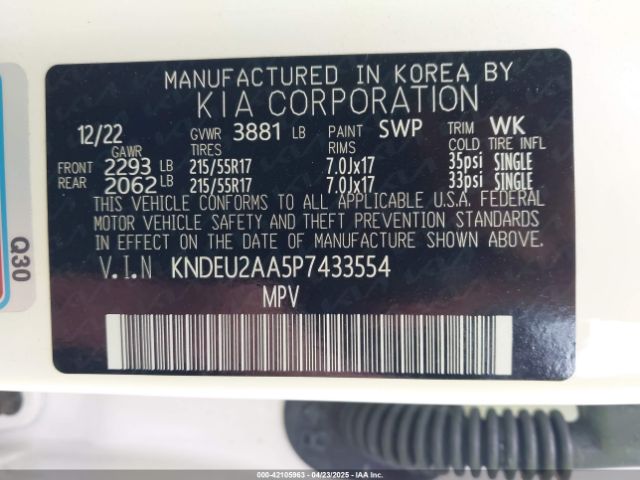 MANUFACTURED IN KOREA BY
KIA CORPORATION
12/22 GVWR 3881 LB PAINT SWP TRIM WK
GAWR TIRES RIMS COLD TIRE INFL
FRONT 2293 LB 215/55R17 7.0Jx17 35psi SINGLE
REAR 2062 LB 215/55R17 7.0Jx17 33psi SINGLE
THIS VEHICLE CONFORMS TO ALL APPLICABLE U.S.A. FEDERAL
MOTOR VEHICLE SAFETY AND THEFT PREVENTION STANDARDS
IN EFFECT ON THE DATE OF MANUFACTURE SHOWN ABOVE.
V.I.N KNDEU2AA5P7433554
MPV
Q30
000-42105963 - 04/23/2025 - IAA Inc.